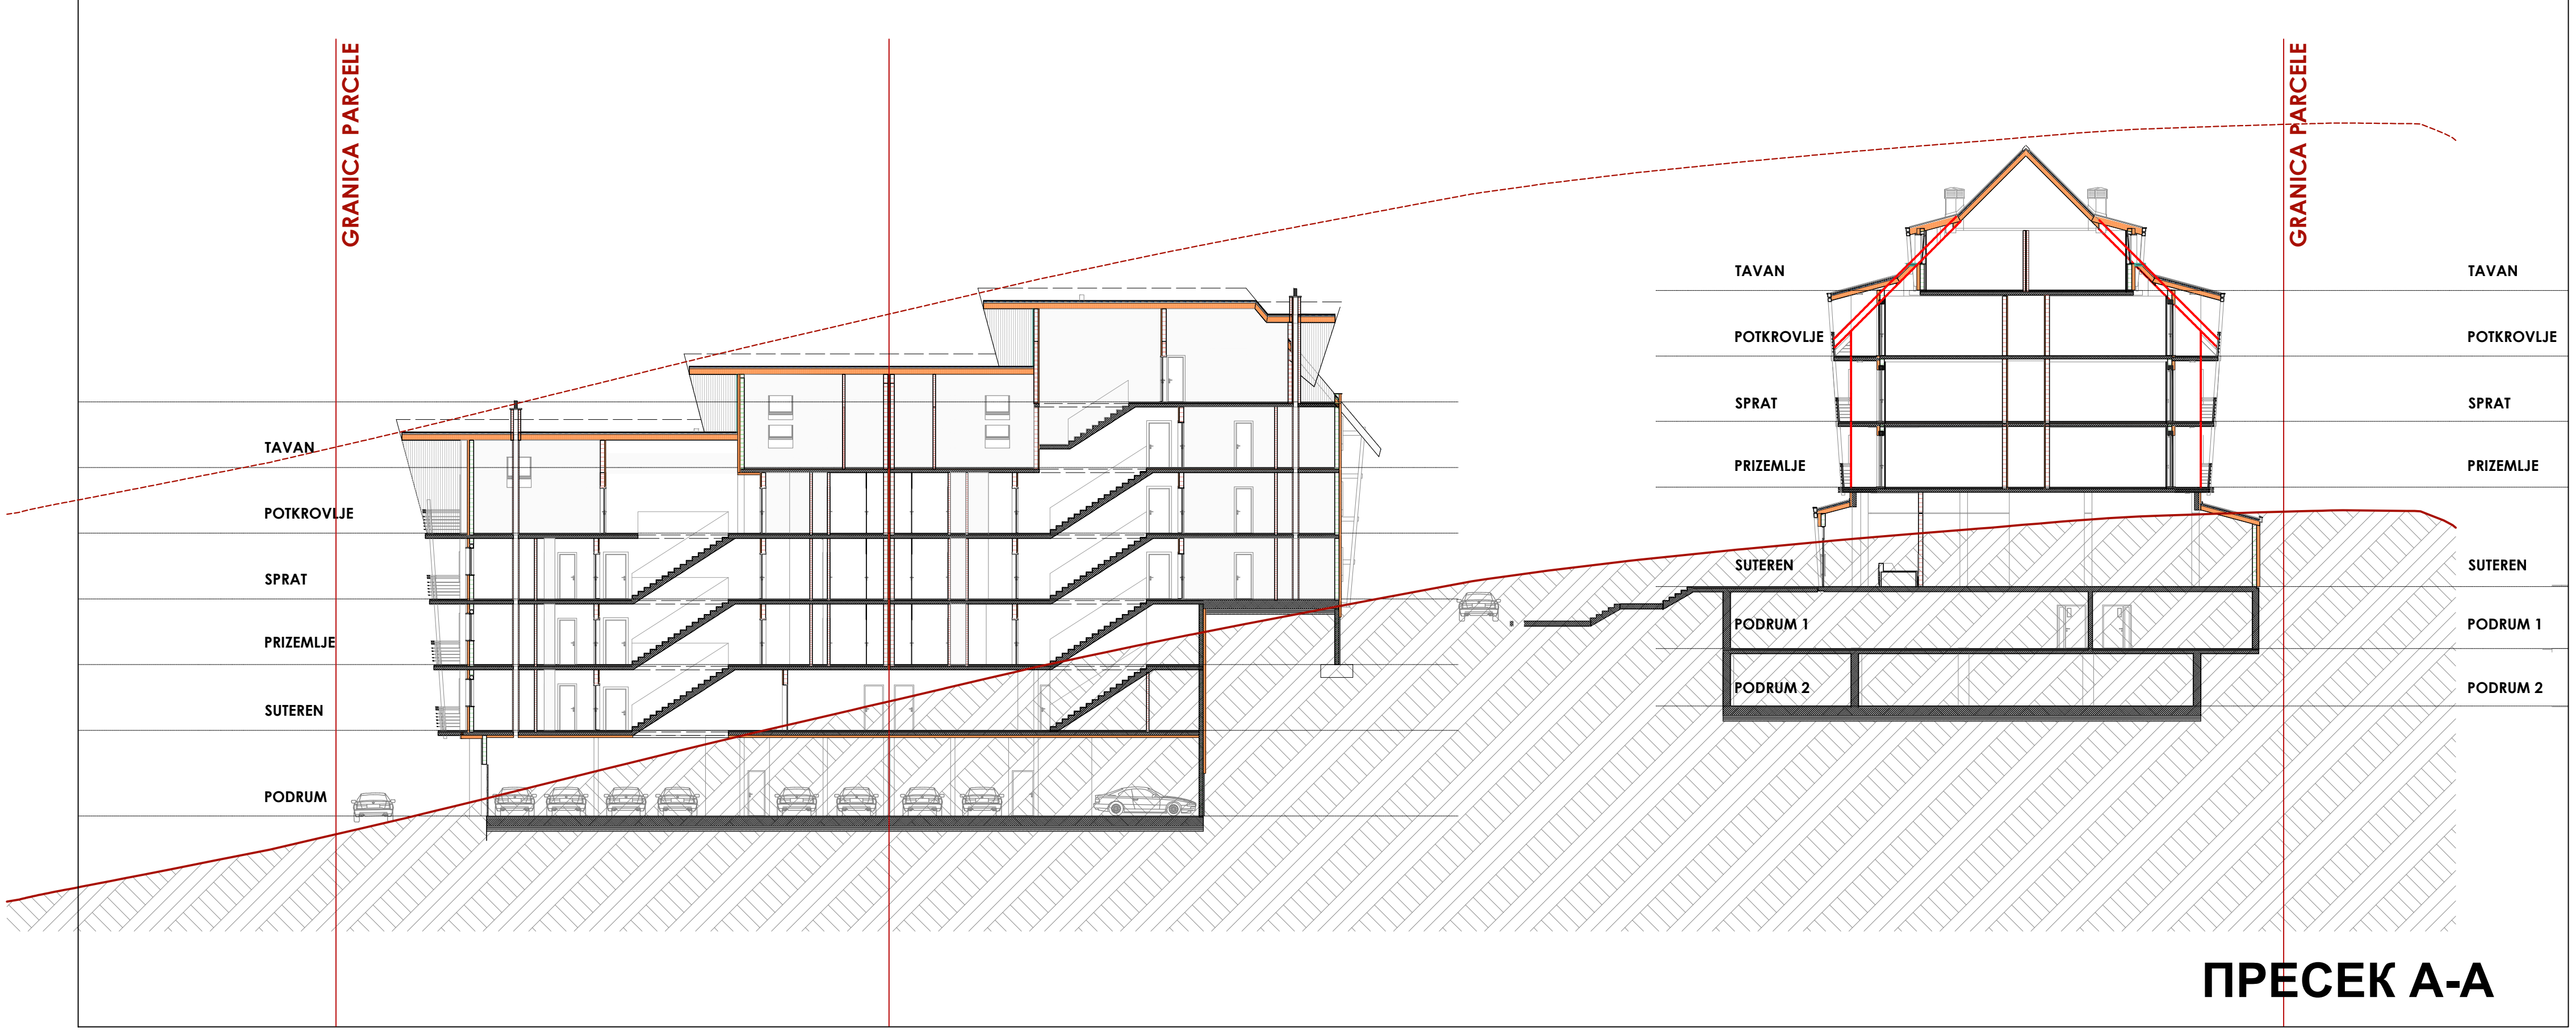 GRANICA PARCELE
GRANICA PARCELE
TAVAN
POTKROVLJE
SPRAT
PRIZEMLJE
SUTEREN
PODRUM
TAVAN
POTKROVLJE
SPRAT
PRIZEMLJE
SUTEREN
PODRUM 1
PODRUM 2
TAVAN
POTKROVLJE
SPRAT
PRIZEMLJE
SUTEREN
PODRUM 1
PODRUM 2
ПРЕСЕК А-А